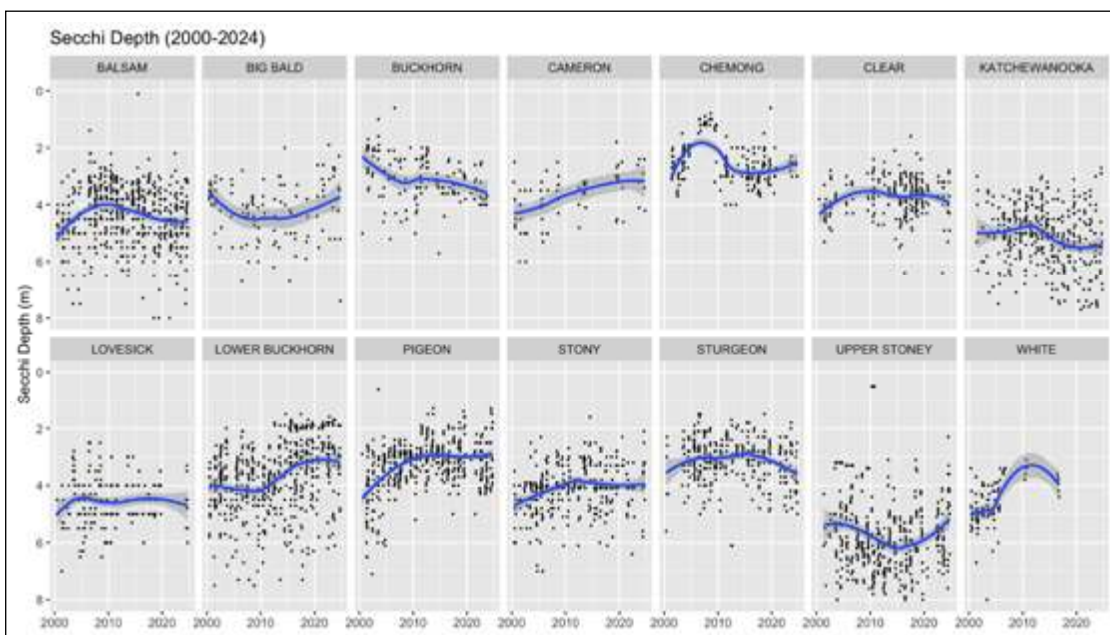 Secchi Depth (2000-2024)
BALSAM BIG BALD BUCKHORN CAMERON CHEMONG CLEAR KATCHEWANOOKA
0
2
4
6
8
Secchi Depth (m)
LOVESICK LOWER BUCKHORN PIGEON STONY STURGEON UPPER STONEY WHITE
0
2
4
6
8
2000 2010 2020 2000 2010 2020 2000 2010 2020 2000 2010 2020 2000 2010 2020 2000 2010 2020 2000 2010 2020